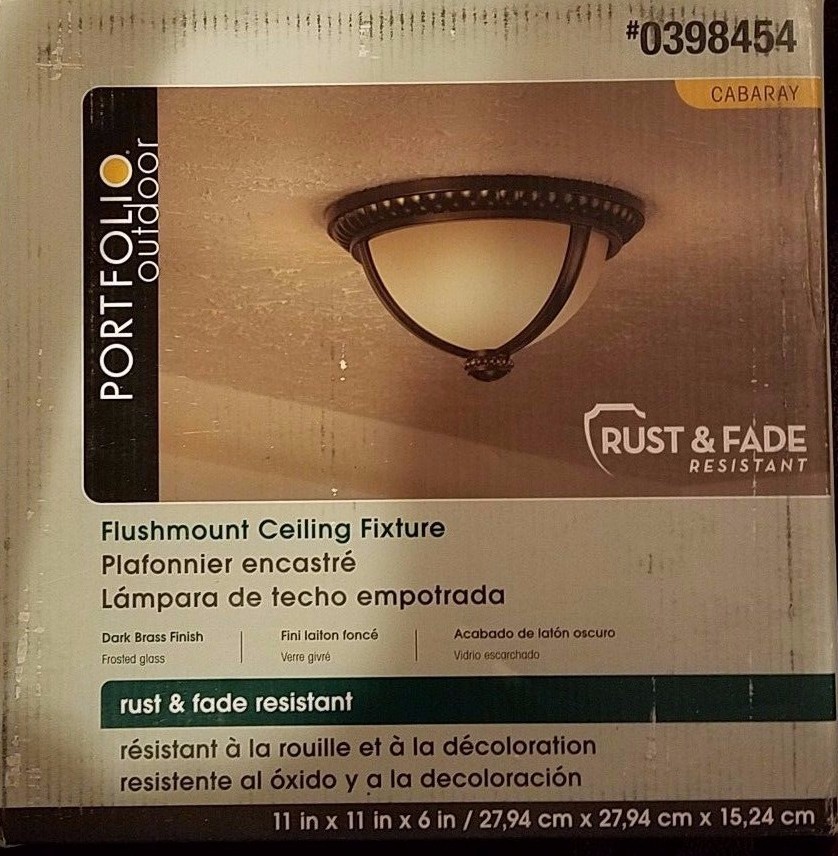 #0398454
CABARAY
PORTFOLIO
outdoor
RUST & FADE
RESISTANT
Flushmount Ceiling Fixture
Plafonnier encastré
Lámpara de techo empotrada
Dark Brass Finish
Frosted glass
Fini laiton foncé
Verre givré
Acabado de latón oscuro
Vidrio escarchado
rust & fade resistant
résistant à la rouille et à la décoloration
resistente al óxido y a la decoloración
11 in x 11 in x 6 in / 27,94 cm x 27,94 cm x 15,24 cm